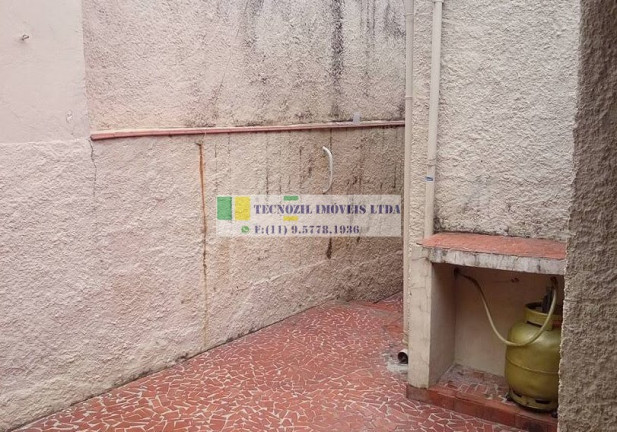 TECNOZIL IMÓVEIS LTDA
F:(11) 9.5778.1936